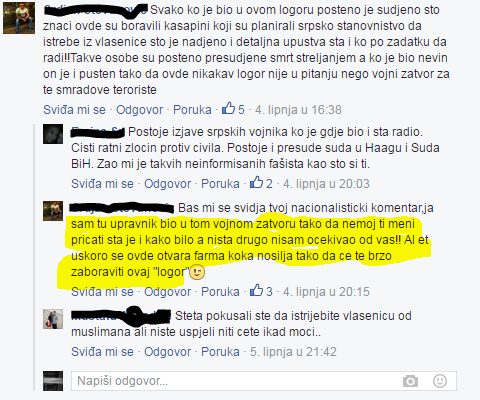 Svako ko je bio u ovom logoru posteno je sudjeno sto
znaci ovde su boravili kasapini koji su planirali srpsko stanovnistvo da
istrebe iz vlasenice sto je nadjeno i detaljna upustva sta i ko po zadatku da
radi!!Takve osobe su posteno presudjene smrt streljanjem a ko je bio nevin
on je i pusten tako da ovde nikakav logor nije u pitanju nego vojni zatvor za
te smradove teroriste
Sviđa mi se · Odgovor · Poruka · 5 · 4. lipnja u 16:38
Postoje izjave srpskih vojnika ko je gdje bio i sta radio.
Cisti ratni zlocin protiv civila. Postoje i presude suda u Haagu i Suda
BiH. Zao mi je takvih neinformisanih fašista kao sto si ti.
Sviđa mi se · Odgovor · Poruka · 2 · 4. lipnja u 20:03
Bas mi se svidja tvoj nacionalisticki komentar,ja
sam tu upravnik bio u tom vojnom zatvoru tako da nemoj ti meni
pricati sta je i kako bilo a nista drugo nisam ocekivao od vas!! Al et
uskoro se ovde otvara farma koka nosilja tako da ce te brzo
zaboraviti ovaj "logor"
Sviđa mi se · Odgovor · Poruka · 3 · 4. lipnja u 20:15
Steta pokusali ste da istrijebite vlasenicu od
muslimana ali niste uspjeli niti cete ikad moci..
Sviđa mi se · Odgovor · Poruka · 5. lipnja u 21:42
Napiši odgovor...